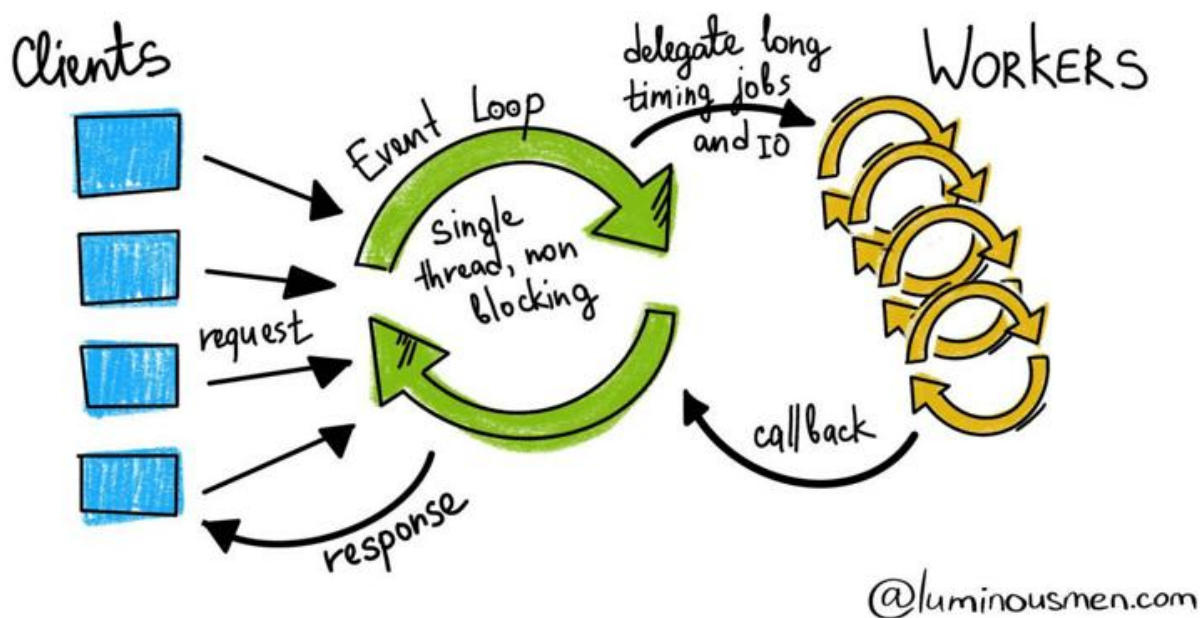 Clients
Event Loop
delegate long
timing jobs
and IO
WORKERS
single
thread, non
blocking
request
callback
response
@luminousmen.com